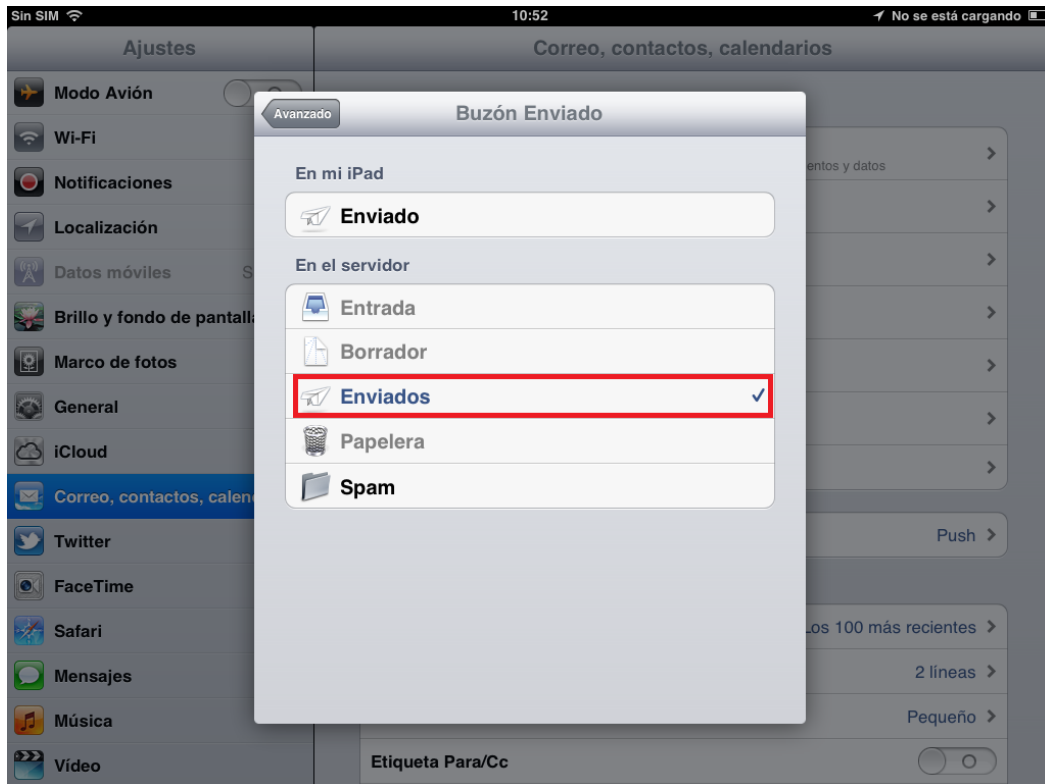 Sin SIM
10:52
No se está cargando
Ajustes
Correo, contactos, calendarios
Modo Avión
Wi-Fi
Notificaciones
Localización
Datos móviles S
Brillo y fondo de pantalla
Marco de fotos
General
iCloud
Correo, contactos, calen
Twitter
FaceTime
Safari
Mensajes
Música
Vídeo
Avanzado
Buzón Enviado
En mi iPad
Enviado
En el servidor
Entrada
Borrador
Enviados
Papelera
Spam
entos y datos
Push
Los 100 más recientes
2 líneas
Pequeño
Etiqueta Para/Cc